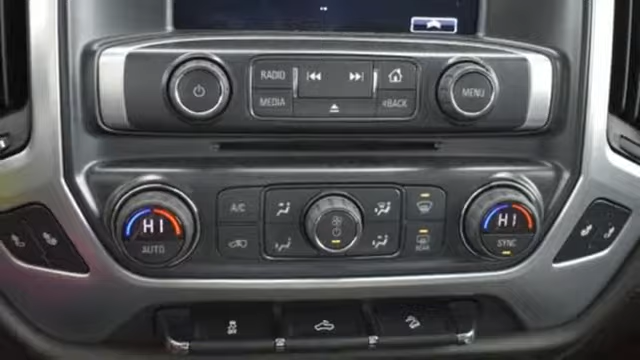 RADIO
MEDIA
◄BACK
MENU
HI
AUTO
A/C
REAR
HI
SYNC